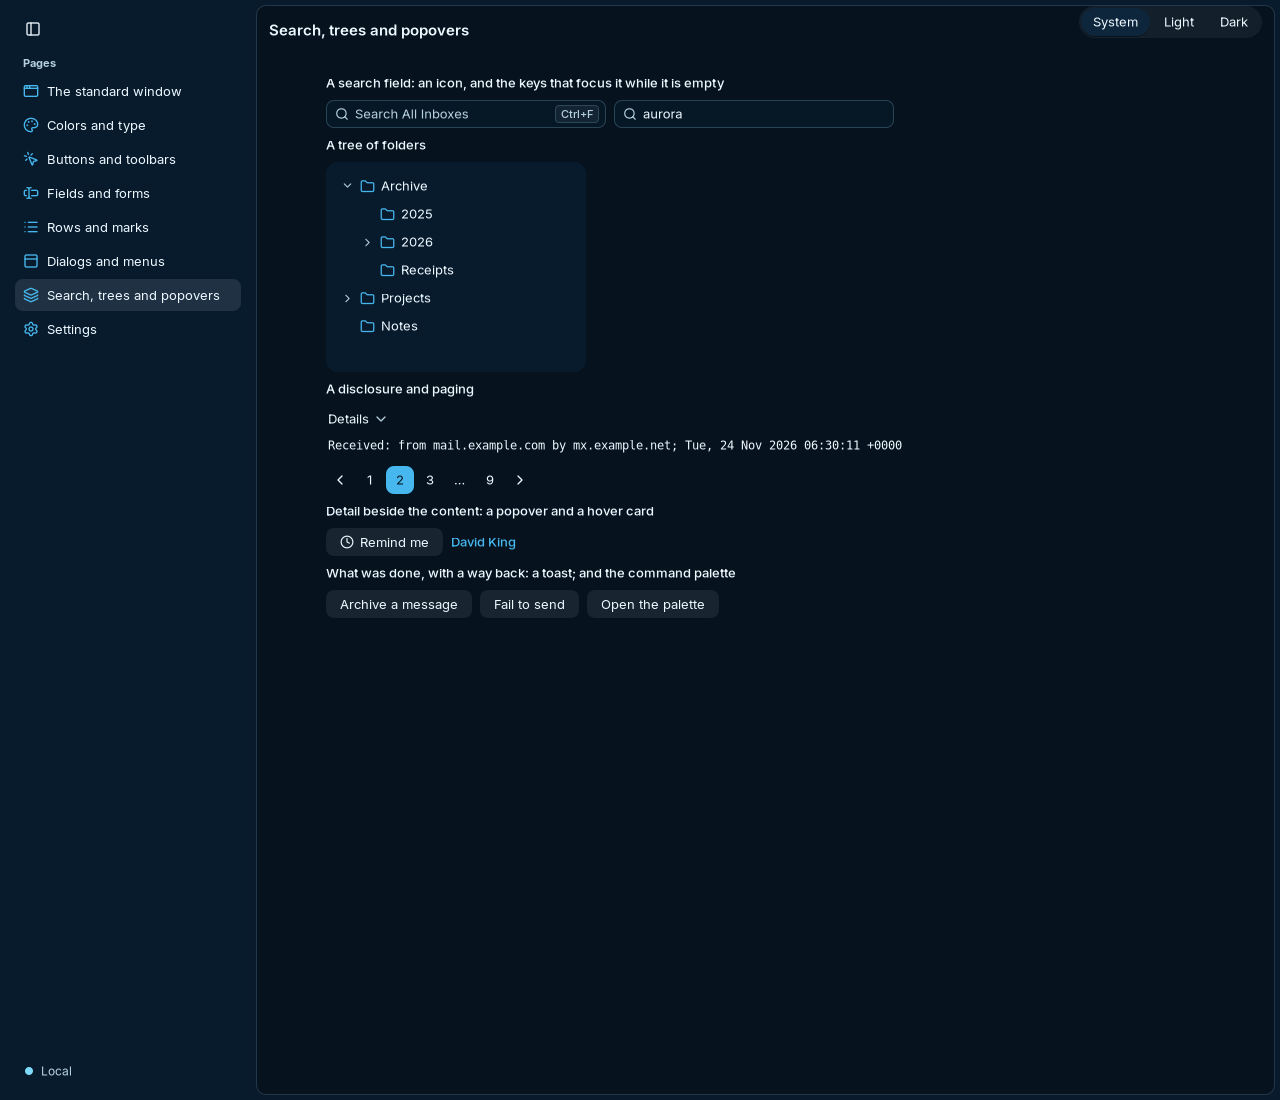 Search, trees and popovers
System
Light
Dark
Pages
The standard window
Colors and type
Buttons and toolbars
Fields and forms
Rows and marks
Dialogs and menus
Search, trees and popovers
Settings
Local
A search field: an icon, and the keys that focus it while it is empty
Search All Inboxes
Ctrl+F
aurora
A tree of folders
Archive
2025
2026
Receipts
Projects
Notes
A disclosure and paging
Details
Received: from mail.example.com by mx.example.net; Tue, 24 Nov 2026 06:30:11 +0000
1 2 3 … 9
Detail beside the content: a popover and a hover card
Remind me
David King
What was done, with a way back: a toast; and the command palette
Archive a message
Fail to send
Open the palette